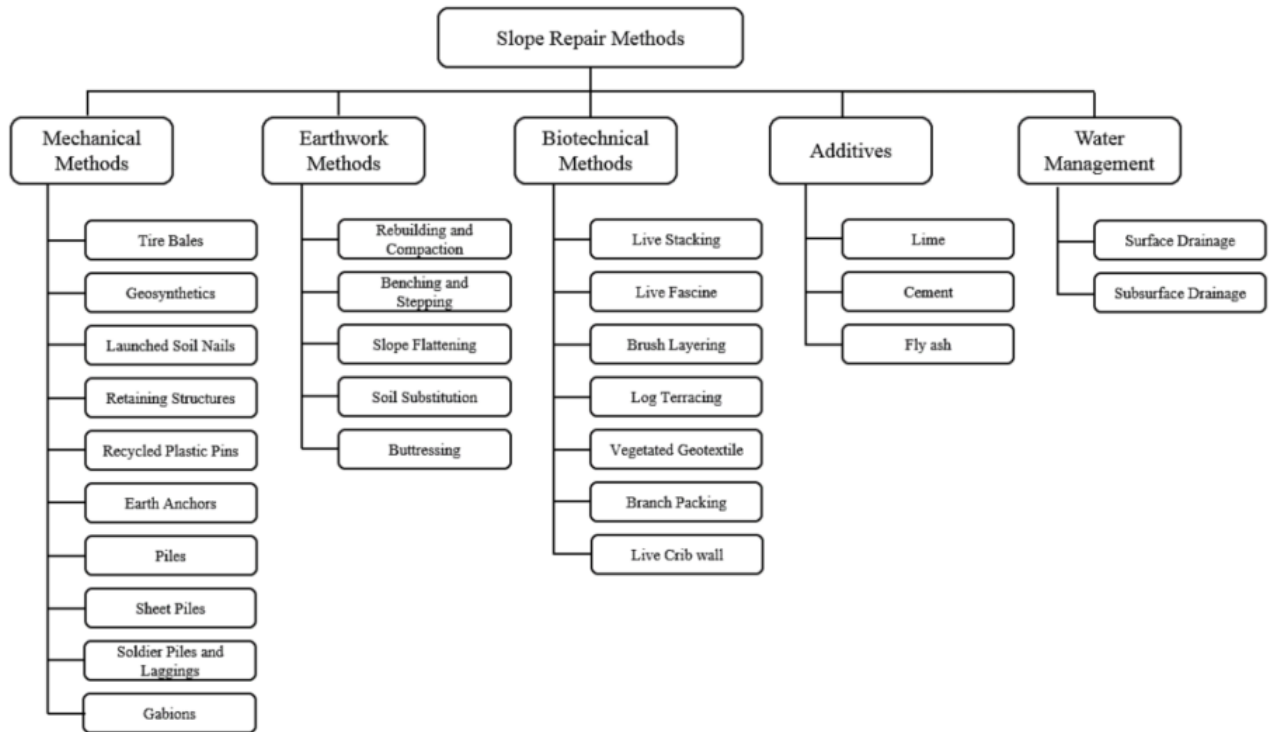 Slope Repair Methods
Mechanical
Methods
Earthwork
Methods
Biotechnical
Methods
Additives
Water
Management
Tire Bales
Geosynthetics
Launched Soil Nails
Retaining Structures
Recycled Plastic Pins
Earth Anchors
Piles
Sheet Piles
Soldier Piles and
Laggings
Gabions
Rebuilding and
Compaction
Benching and
Stepping
Slope Flattening
Soil Substitution
Buttressing
Live Stacking
Live Fascine
Brush Layering
Log Terracing
Vegetated Geotextile
Branch Packing
Live Crib wall
Lime
Cement
Fly ash
Surface Drainage
Subsurface Drainage